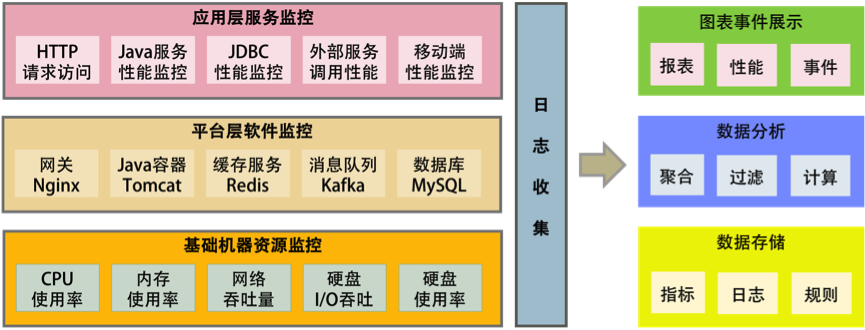 应用层服务监控
HTTP
请求访问
Java服务
性能监控
JDBC
性能监控
外部服务
调用性能
移动端
性能监控
平台层软件监控
网关
Nginx
Java容器
Tomcat
缓存服务
Redis
消息队列
Kafka
数据库
MySQL
基础机器资源监控
CPU
使用率
内存
使用率
网络
吞吐量
硬盘
I/O吞吐
硬盘
使用率
日
志
收
集
图表事件展示
报表
性能
事件
数据分析
聚合
过滤
计算
数据存储
指标
日志
规则